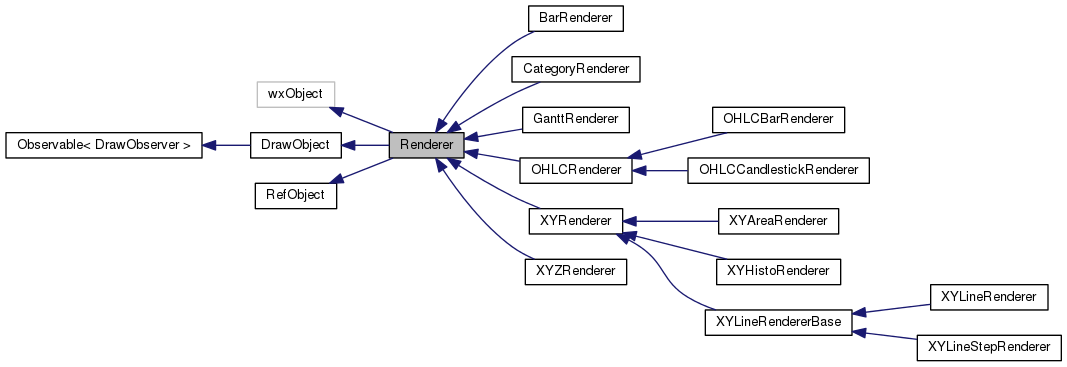 BarRenderer
CategoryRenderer
wxObject
GanttRenderer
OHLCBarRenderer
Observable< DrawObserver >
DrawObject
Renderer
OHLCRenderer
OHLCCandlestickRenderer
RefObject
XYRenderer
XYAreaRenderer
XYZRenderer
XYHistoRenderer
XYLineRendererBase
XYLineRenderer
XYLineStepRenderer